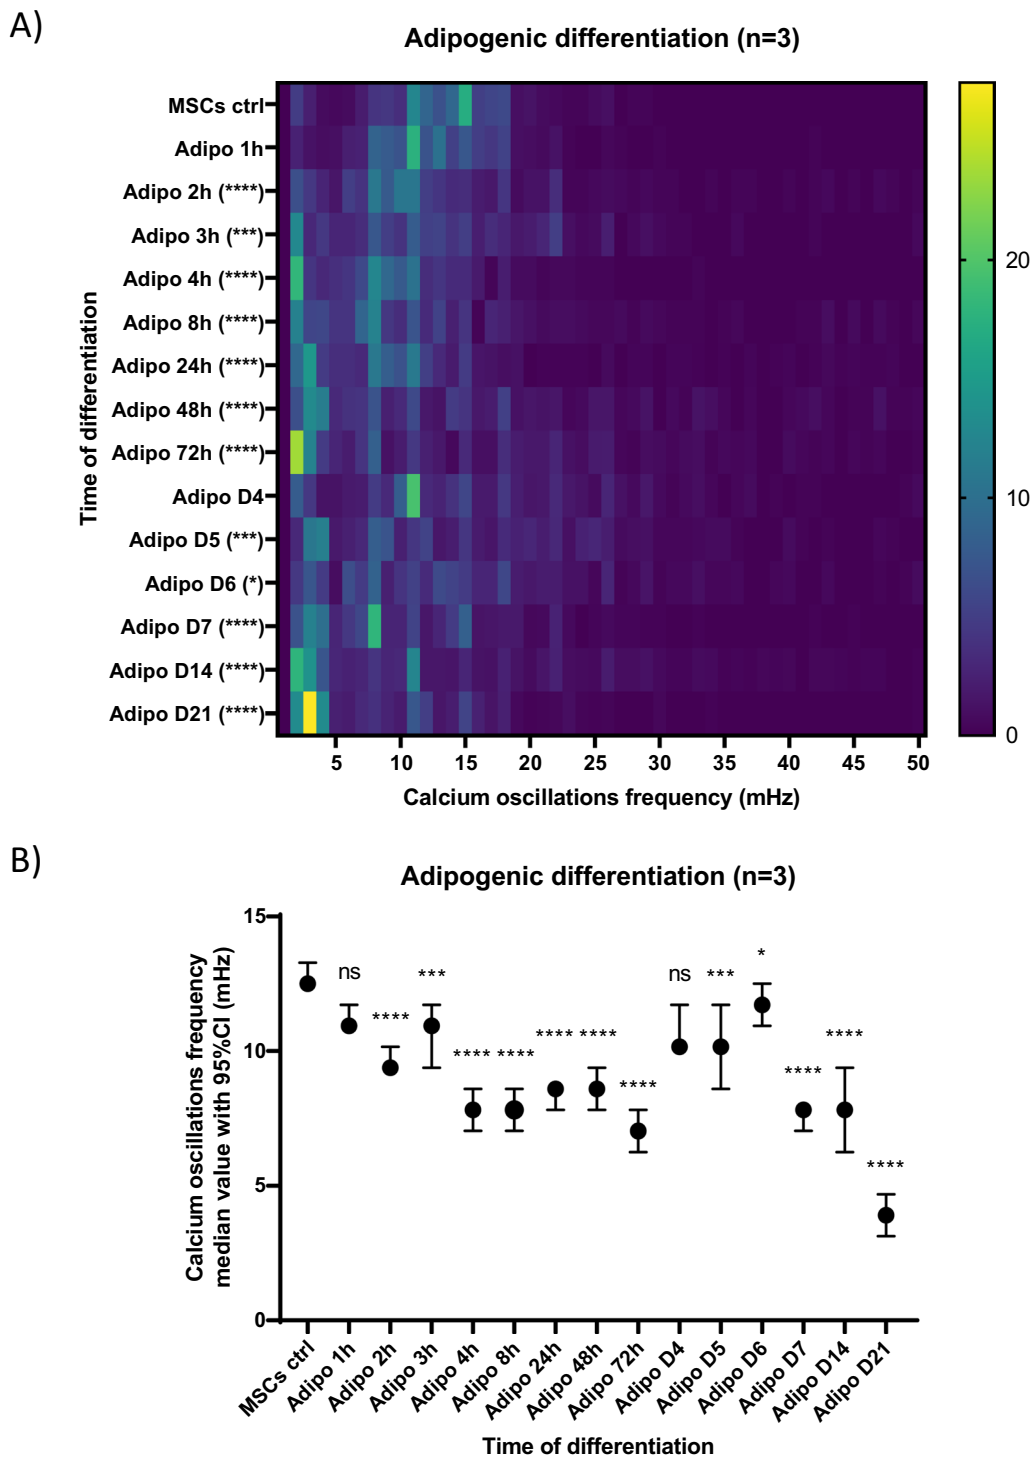 A)
Adipogenic differentiation (n=3)
Time of differentiation
MSCs ctrl
Adipo 1h
Adipo 2h (****)
Adipo 3h (***)
Adipo 4h (****)
Adipo 8h (****)
Adipo 24h (****)
Adipo 48h (****)
Adipo 72h (****)
Adipo D4
Adipo D5 (***)
Adipo D6 (*)
Adipo D7 (****)
Adipo D14 (****)
Adipo D21 (****)
5 10 15 20 25 30 35 40 45 50
Calcium oscillations frequency (mHz)
20
10
0
B)
Adipogenic differentiation (n=3)
Calcium oscillations frequency
median value with 95%CI (mHz)
15
10
5
0
ns
****
***
****
****
****
****
****
ns
***
*
****
****
****
MSCs ctrl
Adipo 1h
Adipo 2h
Adipo 3h
Adipo 4h
Adipo 8h
Adipo 24h
Adipo 48h
Adipo 72h
Adipo D4
Adipo D5
Adipo D6
Adipo D7
Adipo D14
Adipo D21
Time of differentiation